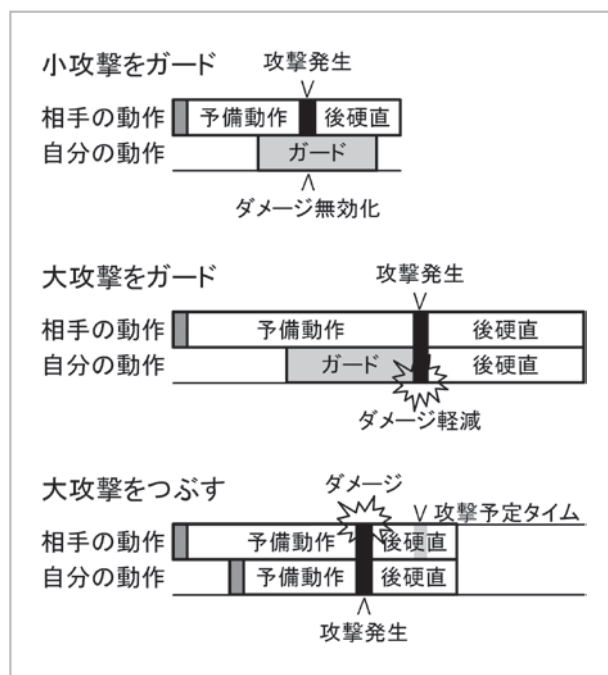 小攻撃をガード
攻撃発生
相手の動作 予備動作 後硬直
自分の動作 ガード
ダメージ無効化
大攻撃をガード
攻撃発生
相手の動作 予備動作 後硬直
自分の動作 ガード 後硬直
ダメージ軽減
大攻撃をつぶす
ダメージ
攻撃予定タイム
相手の動作 予備動作 後硬直
自分の動作 予備動作 後硬直
攻撃発生